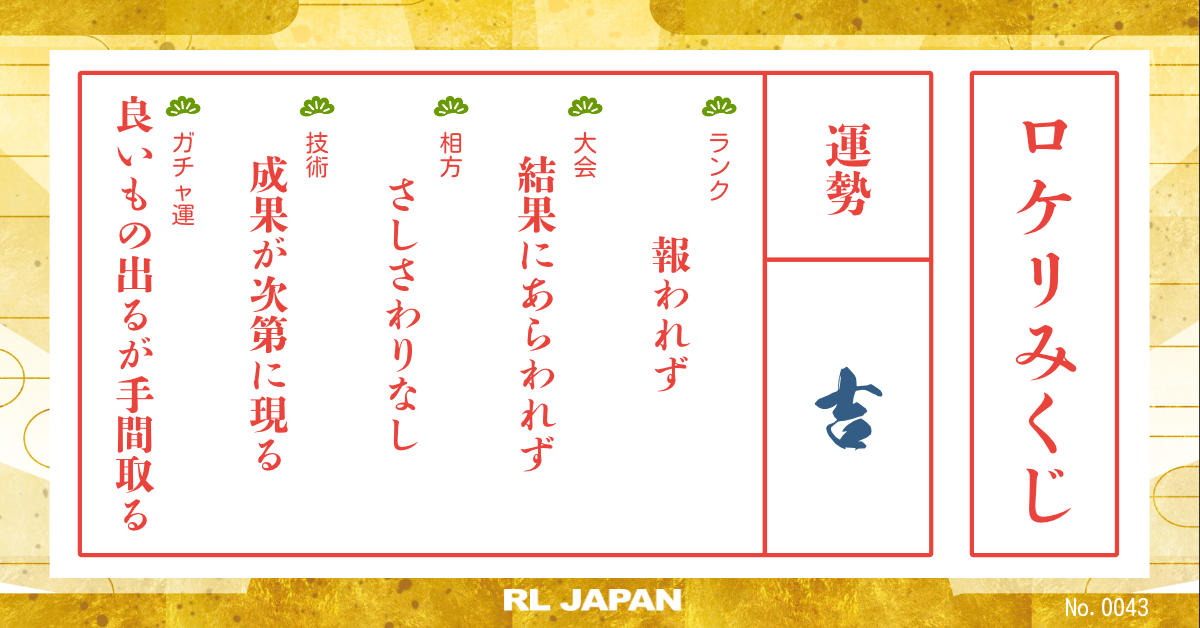 ロケリみくじ
運勢
吉
ランク
報われず
大会
結果にあらわれず
相方
さしさわりなし
技術
成果が次第に現る
ガチャ運
良いもの出るが手間取る
RL JAPAN
No.0043